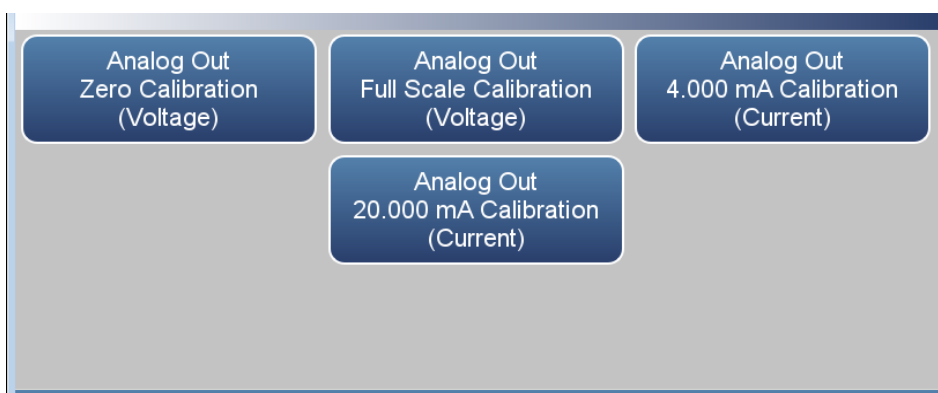 Analog Out
Zero Calibration
(Voltage)
Analog Out
Full Scale Calibration
(Voltage)
Analog Out
4.000 mA Calibration
(Current)
Analog Out
20.000 mA Calibration
(Current)